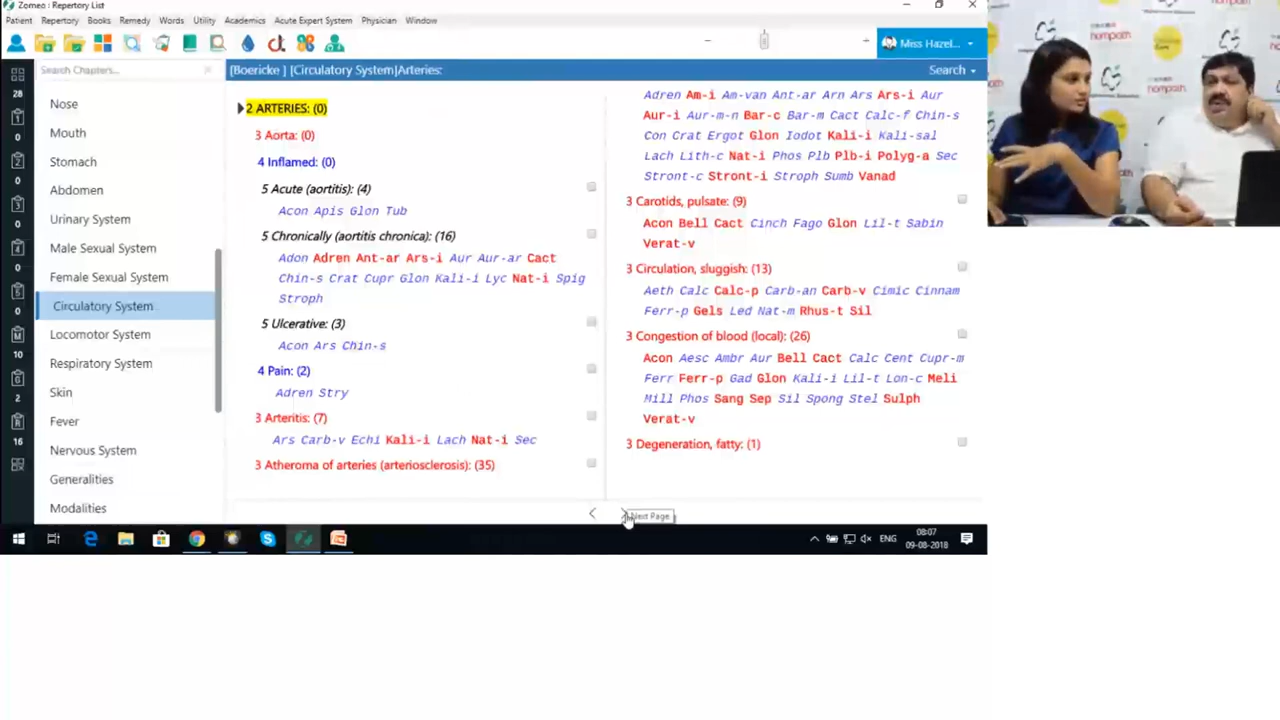 Zomeo : Repertory List
Patient Repertory Books Remedy Words Utility Academics Acute Expert System Physician Window
Miss Hazel...
Search Chapters...
[Boericke ] |Circulatory System|Arteries:
Search
28
0
0
0
0
0
0
10
2
16
Nose
Mouth
Stomach
Abdomen
Urinary System
Male Sexual System
Female Sexual System
Circulatory System
Locomotor System
Respiratory System
Skin
Fever
Nervous System
Generalities
Modalities
2 ARTERIES: (0)
3 Aorta: (0)
4 Inflamed: (0)
5 Acute (aortitis): (4)
Acon Apis Glon Tub
5 Chronically (aortitis chronica): (16)
Adon Adren Ant-ar Ars-i Aur Aur-ar Cact
Chin-s Crat Cupr Glon Kali-i Lyc Nat-i Spig
Stroph
5 Ulcerative: (3)
Acon Ars Chin-s
4 Pain: (2)
Adren Stry
3 Arteritis: (7)
Ars Carb-v Echi Kali-i Lach Nat-i Sec
3 Atheroma of arteries (arteriosclerosis): (35)
Adren Am-i Am-van Ant-ar Arn Ars Ars-i Aur
Aur-i Aur-m-n Bar-c Bar-m Cact Calc-f Chin-s
Con Crat Ergot Glon Iodot Kali-i Kali-sal
Lach Lith-c Nat-i Phos Plb Plb-i Polyg-a Sec
Stront-c Stront-i Stroph Sumb Vanad
3 Carotids, pulsate: (9)
Acon Bell Cact Cinch Fago Glon Lil-t Sabin
Verat-v
3 Circulation, sluggish: (13)
Aeth Calc Calc-p Carb-an Carb-v Cimic Cinnam
Ferr-p Gels Led Nat-m Rhus-t Sil
3 Congestion of blood (local): (26)
Acon Aesc Ambr Aur Bell Cact Calc Cent Cupr-m
Ferr Ferr-p Gad Glon Kali-i Lil-t Lon-c Meli
Mill Phos Sang Sep Sil Spong Stel Sulph
Verat-v
3 Degeneration, fatty: (1)
Next Page
ENG
08:07
09-08-2018
hompath
hompath